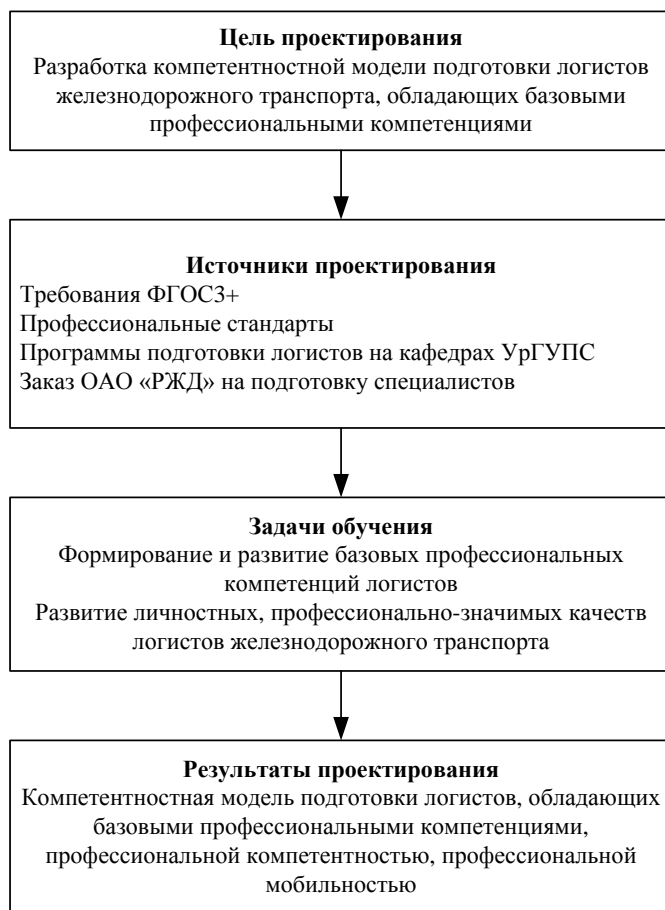 Цель проектирования
Разработка компетентностной модели подготовки логистов
железнодорожного транспорта, обладающих базовыми
профессиональными компетенциями
Источники проектирования
Требования ФГОС3+
Профессиональные стандарты
Программы подготовки логистов на кафедрах УрГУПС
Заказ ОАО «РЖД» на подготовку специалистов
Задачи обучения
Формирование и развитие базовых профессиональных
компетенций логистов
Развитие личностных, профессионально-значимых качеств
логистов железнодорожного транспорта
Результаты проектирования
Компетентностная модель подготовки логистов, обладающих
базовыми профессиональными компетенциями,
профессиональной компетентностью, профессиональной
мобильностью